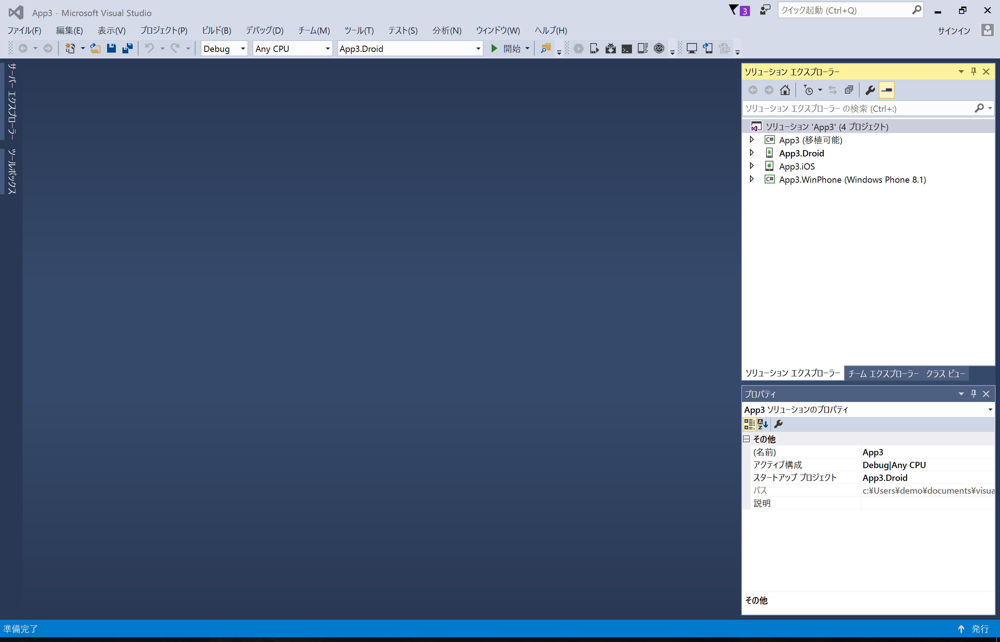 App3 - Microsoft Visual Studio
3
クイック起動 (Ctrl+Q)
ファイル(F) 編集(E) 表示(V) プロジェクト(P) ビルド(B) デバッグ(D) チーム(M) ツール(T) テスト(S) 分析(N) ウィンドウ(W) ヘルプ(H)
サインイン
Debug Any CPU App3.Droid 開始
サーバー エクスプローラー
ツールボックス
ソリューション エクスプローラー
ソリューション エクスプローラー の検索 (Ctrl+:)
ソリューション 'App3' (4 プロジェクト)
C# App3 (移植可能)
App3.Droid
App3.iOS
C# App3.WinPhone (Windows Phone 8.1)
ソリューション エクスプローラー チーム エクスプローラー クラス ビュー
プロパティ
App3 ソリューションのプロパティ
その他
(名前) App3
アクティブ構成 Debug|Any CPU
スタートアップ プロジェクト App3.Droid
パス c:¥Users¥demo¥documents¥visua
説明
その他
準備完了
発行